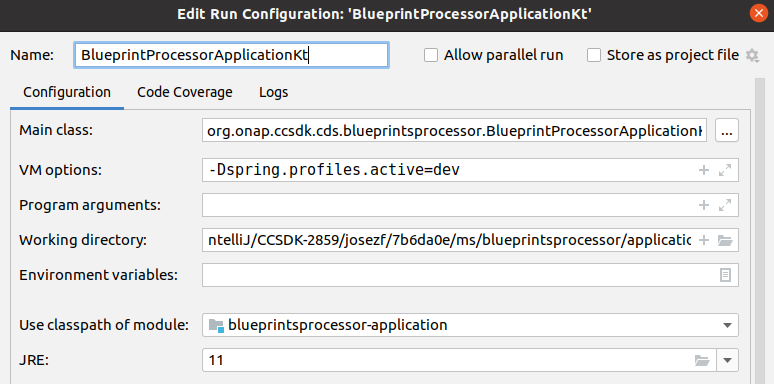 Edit Run Configuration: 'BlueprintProcessorApplicationKt'
Name: BlueprintProcessorApplicationKt Allow parallel run Store as project file
Configuration Code Coverage Logs
Main class: org.onap.ccsdk.cds.blueprintsprocessor.BlueprintProcessorApplicationK ...
VM options: -Dspring.profiles.active=dev
Program arguments:
Working directory: ntelliJ/CCSDK-2859/josezf/7b6da0e/ms/blueprintsprocessor/applicatio
Environment variables:
Use classpath of module: blueprintsprocessor-application
JRE: 11